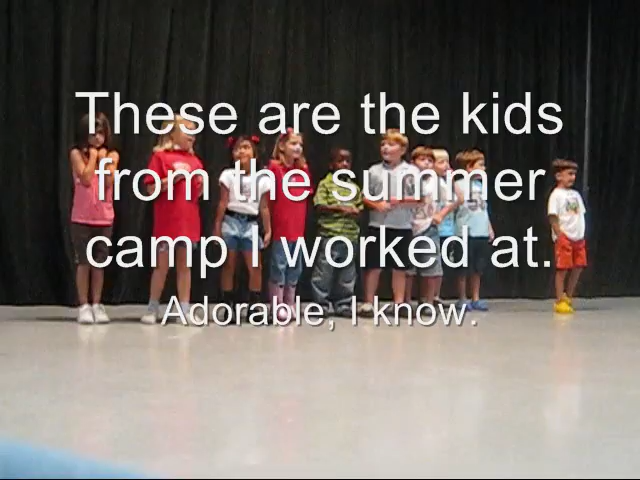 These are the kids
from the summer
camp I worked at.
Adorable, I know.